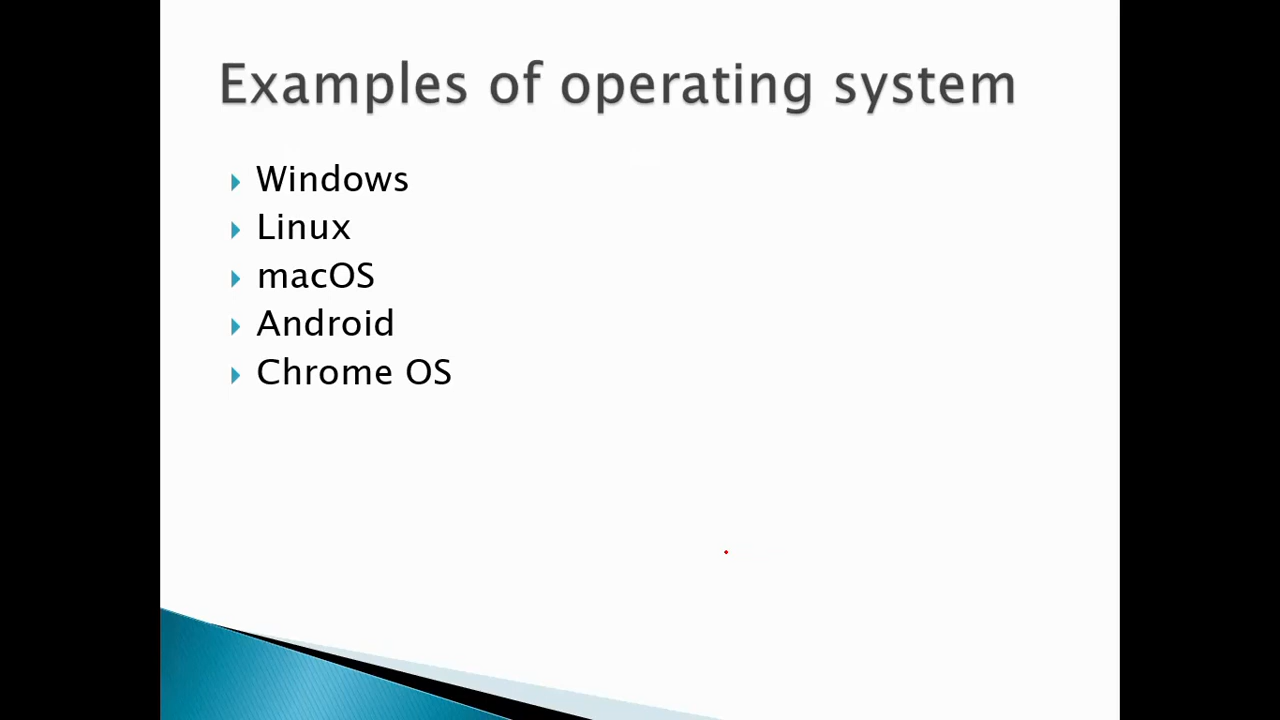 Examples of operating system
Windows
Linux
macOS
Android
Chrome OS